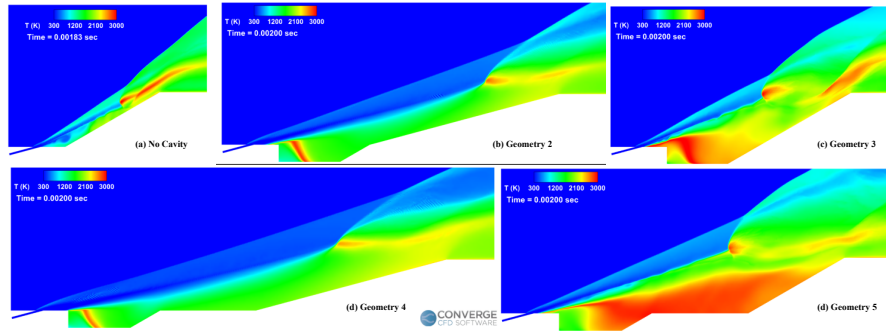 T (K) 300 1200 2100 3000
Time = 0.00183 sec
(a) No Cavity
T (K) 300 1200 2100 3000
Time = 0.00200 sec
(b) Geometry 2
T (K) 300 1200 2100 3000
Time = 0.00200 sec
(c) Geometry 3
T (K) 300 1200 2100 3000
Time = 0.00200 sec
(d) Geometry 4
CONVERGE
CFD SOFTWARE
T (K) 300 1200 2100 3000
Time = 0.00200 sec
(d) Geometry 5